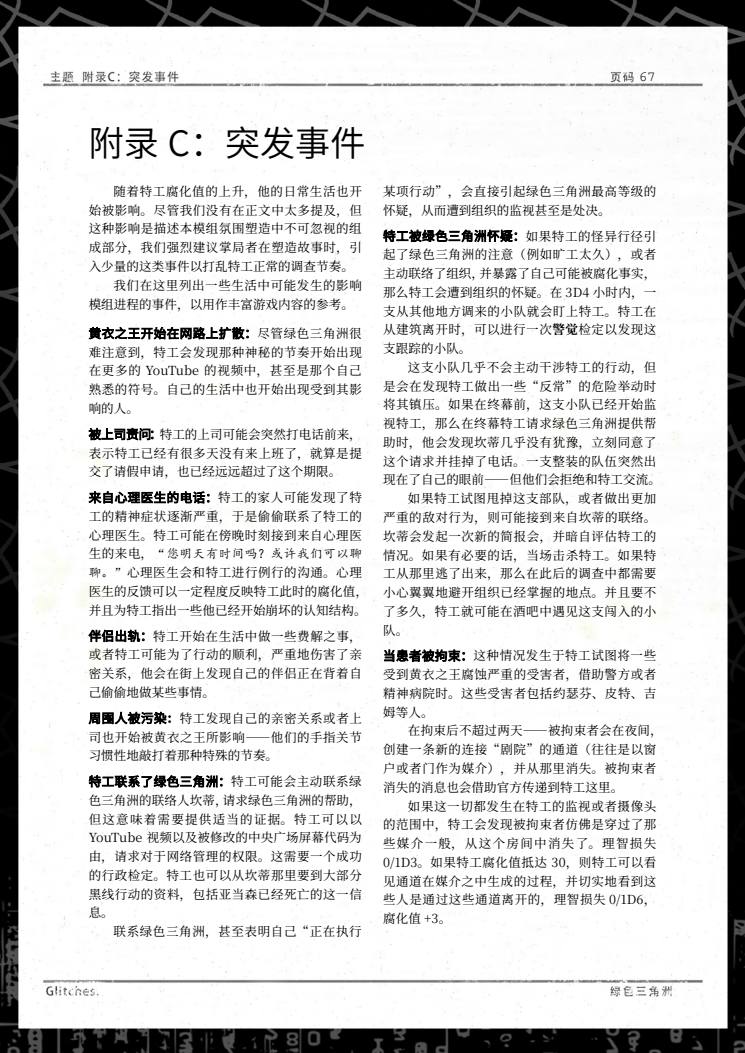 主题 附录C：突发事件
页码 67
附录 C：突发事件
随着特工腐化值的上升，他的日常生活也开
始被影响。尽管我们没有在正文中太多提及，但
这种影响是描述本模组氛围塑造中不可忽视的组
成部分，我们强烈建议掌局者在塑造故事时，引
入少量的这类事件以打乱特工正常的调查节奏。
我们在这里列出一些生活中可能发生的影响
模组进程的事件，以用作丰富游戏内容的参考。
黄衣之王开始在网路上扩散：尽管绿色三角洲很
难注意到，特工会发现那种神秘的节奏开始出现
在更多的 YouTube 的视频中，甚至是那个自己
熟悉的符号。自己的生活中也开始出现受到其影
响的人。
被上司责问：特工的上司可能会突然打电话前来，
表示特工已经有很多天没有来上班了，就算是提
交了请假申请，也已经远远超过了这个期限。
来自心理医生的电话：特工的家人可能发现了特
工的精神症状逐渐严重，于是偷偷联系了特工的
心理医生。特工可能在傍晚时刻接到来自心理医
生的来电，“您明天有时间吗？或许我们可以聊
聊。”心理医生会和特工进行例行的沟通。心理
医生的反馈可以一定程度反映特工此时的腐化值，
并且为特工指出一些他已经开始崩坏的认知结构。
伴侣出轨：特工开始在生活中做一些费解之事，
或者特工可能为了行动的顺利，严重地伤害了亲
密关系，他会在街上发现自己的伴侣正在背着自
己偷偷地做某些事情。
周围人被污染：特工发现自己的亲密关系或者上
司也开始被黄衣之王所影响——他们的手指关节
习惯性地敲打着那种特殊的节奏。
特工联系了绿色三角洲：特工可能会主动联系绿
色三角洲的联络人坎蒂，请求绿色三角洲的帮助，
但这意味着需要提供适当的证据。特工可以以
YouTube 视频以及被修改的中央广场屏幕代码为
由，请求对于网络管理的权限。这需要一个成功
的行政检定。特工也可以从坎蒂那里要到大部分
黑线行动的资料，包括亚当森已经死亡的这一信
息。
联系绿色三角洲，甚至表明自己“正在执行
某项行动”，会直接引起绿色三角洲最高等级的
怀疑，从而遭到组织的监视甚至是处决。
特工被绿色三角洲怀疑：如果特工的怪异行径引
起了绿色三角洲的注意（例如旷工太久），或者
主动联络了组织，并暴露了自己可能被腐化事实，
那么特工会遭到组织的怀疑。在 3D4 小时内，一
支从其他地方调来的小队就会盯上特工。特工在
从建筑离开时，可以进行一次警觉检定以发现这
支跟踪的小队。
这支小队几乎不会主动干涉特工的行动，但
是会在发现特工做出一些“反常”的危险举动时
将其镇压。如果在终幕前，这支小队已经开始监
视特工，那么在终幕特工请求绿色三角洲提供帮
助时，他会发现坎蒂几乎没有犹豫，立刻同意了
这个请求并挂掉了电话。一支整装的队伍突然出
现在了自己的眼前——但他们会拒绝和特工交流。
如果特工试图甩掉这支部队，或者做出更加
严重的敌对行为，则可能接到来自坎蒂的联络。
坎蒂会发起一次新的简报会，并暗自评估特工的
情况。如果有必要的话，当场击杀特工。如果特
工从那里逃了出来，那么在此后的调查中都需要
小心翼翼地避开组织已经掌握的地点。并且要不
了多久，特工就可能在酒吧中遇见这支闯入的小
队。
当患者被拘束：这种情况发生于特工试图将一些
受到黄衣之王腐蚀严重的受害者，借助警方或者
精神病院时。这些受害者包括约瑟芬、皮特、吉
姆等人。
在拘束后不超过两天——被拘束者会在夜间，
创建一条新的连接“剧院”的通道（往往是以窗
户或者门作为媒介），并从那里消失。被拘束者
消失的消息也会借助官方传递到特工这里。
如果这一切都发生在特工的监视或者摄像头
的范围中，特工会发现被拘束者仿佛是穿过了那
些媒介一般，从这个房间中消失了。理智损失
0/1D3。如果特工腐化值抵达 30，则特工可以看
见通道在媒介之中生成的过程，并切实地看到这
些人是通过这些通道离开的，理智损失 0/1D6，
腐化值 +3。
Glitches.
绿色三角洲